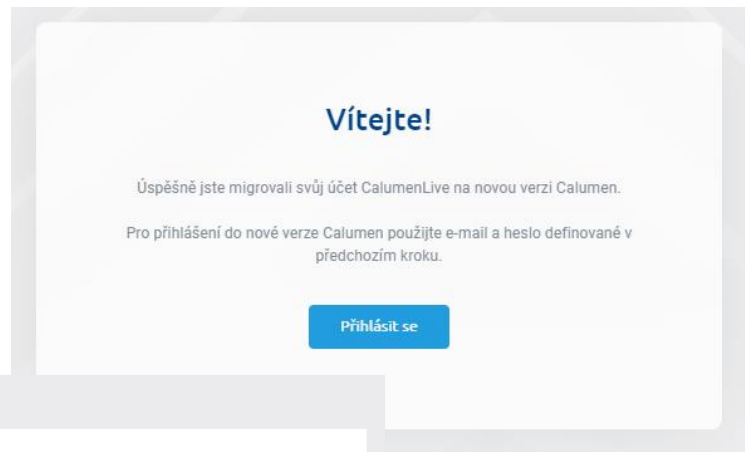 Vítejte!
Úspěšně jste migrovali svůj účet CalumenLive na novou verzi Calumen.
Pro přihlášení do nové verze Calumen použijte e-mail a heslo definované v
předchozím kroku.
Přihlásit se